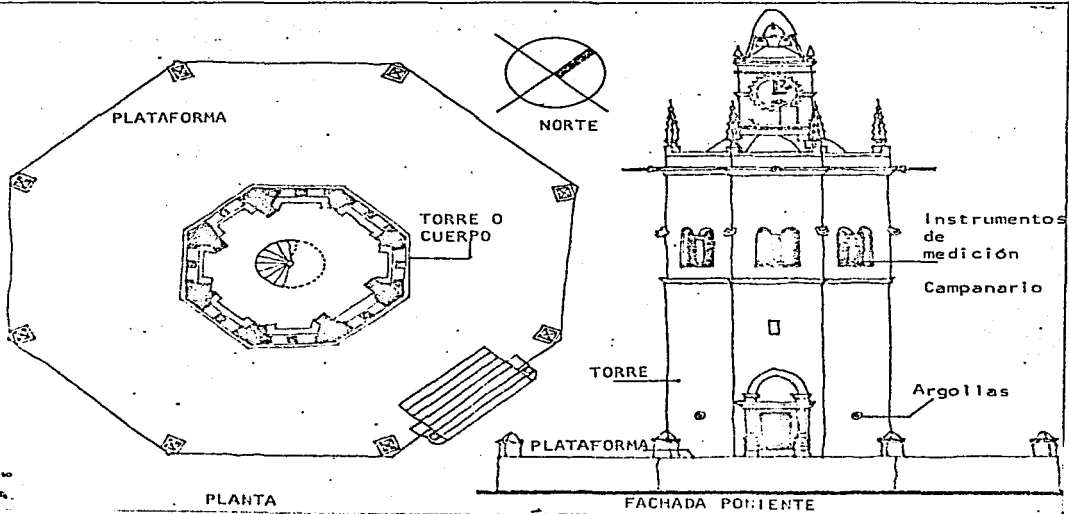 PLATAFORMA
NORTE
TORRE O
CUERPO
PLANTA
Instrumentos
de
medición
Campanario
TORRE
Argollas
PLATAFORMA
FACHADA PONIENTE